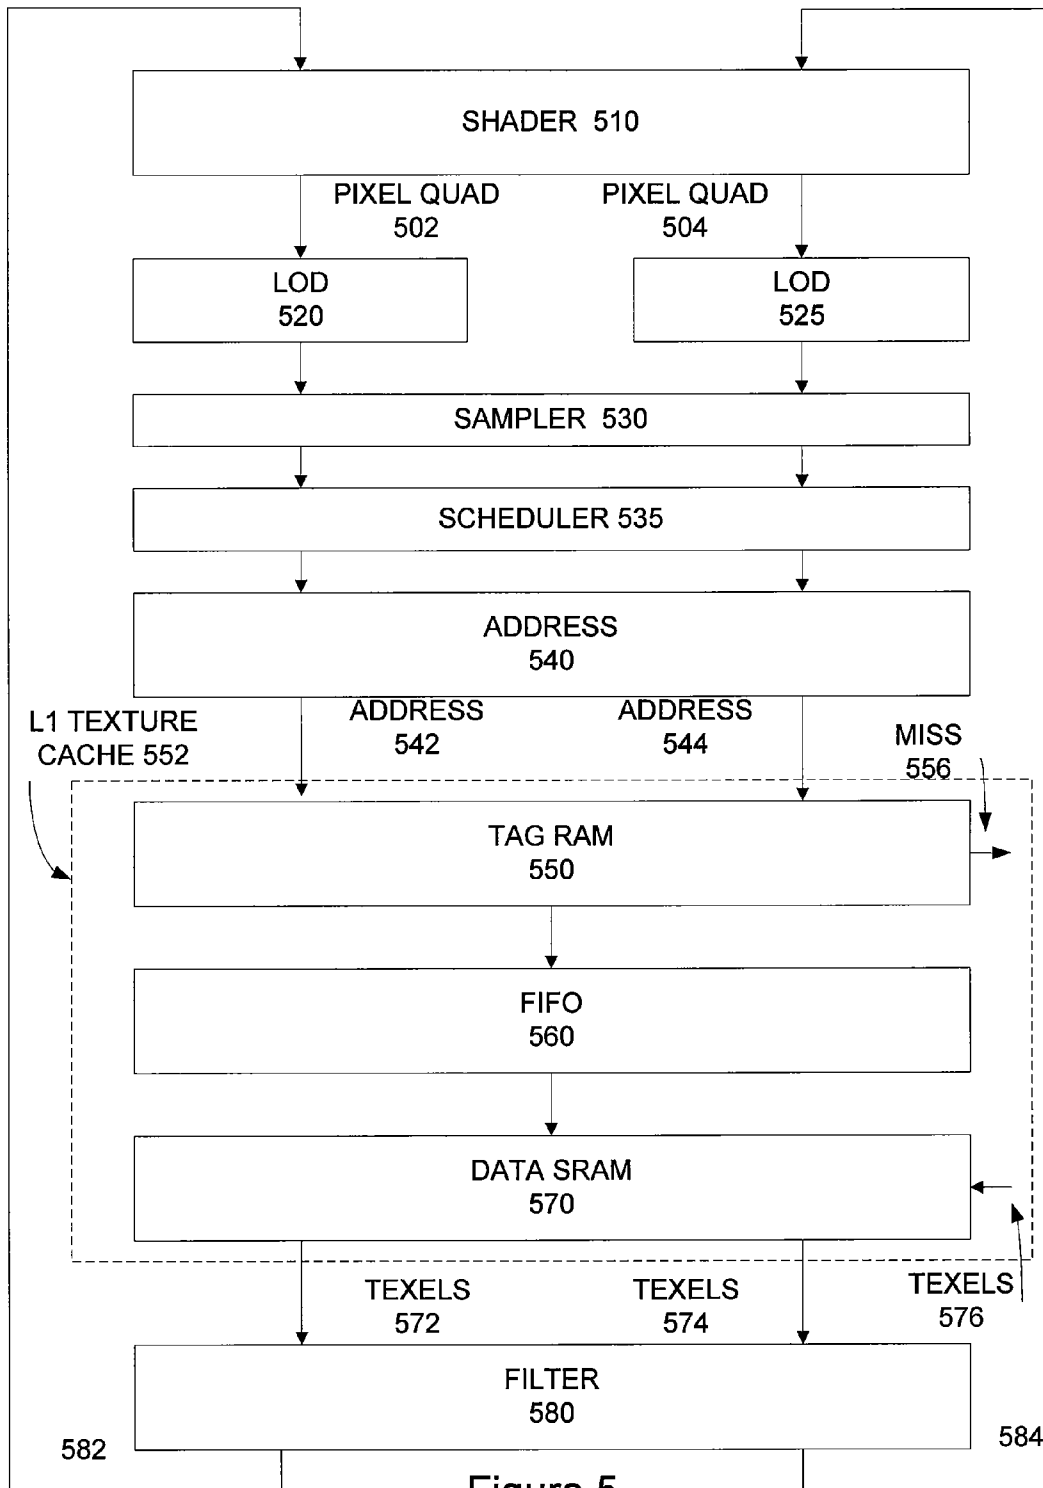 SHADER 510
PIXEL QUAD
502
PIXEL QUAD
504
LOD
520
LOD
525
SAMPLER 530
SCHEDULER 535
ADDRESS
540
L1 TEXTURE
CACHE 552
ADDRESS
542
ADDRESS
544
MISS
556
TAG RAM
550
FIFO
560
DATA SRAM
570
TEXELS
572
TEXELS
574
TEXELS
576
FILTER
580
582
584
Figure 5